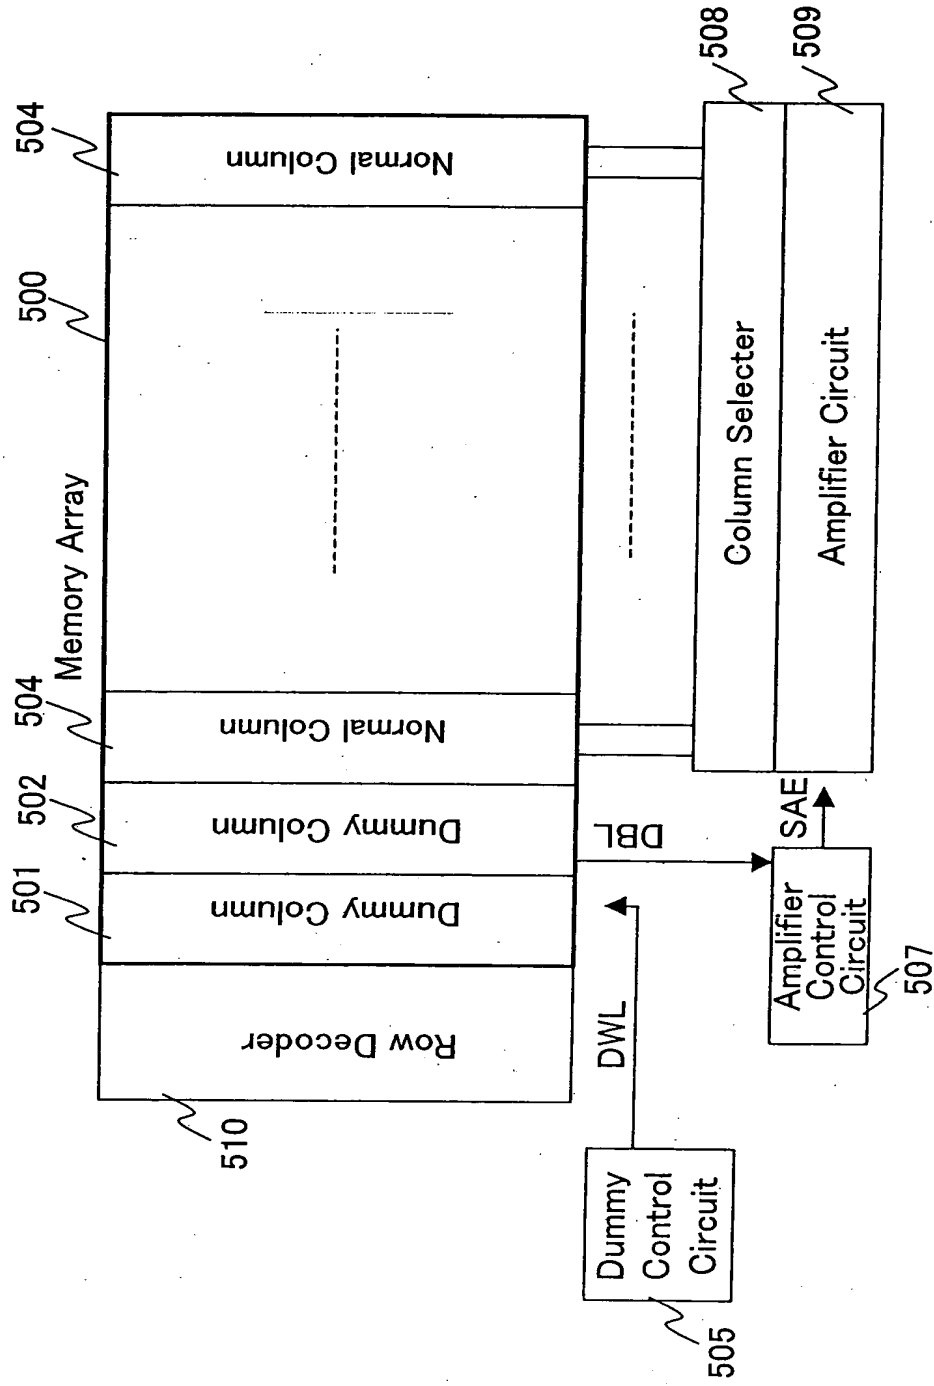 Memory Array
500
501
502
504
504
Row Decoder
Dummy Column
Dummy Column
Normal Column
Normal Column
510
DWL
DBL
Dummy
Control
Circuit
505
Amplifier
Control
Circuit
507
SAE
Column Selecter
508
Amplifier Circuit
509